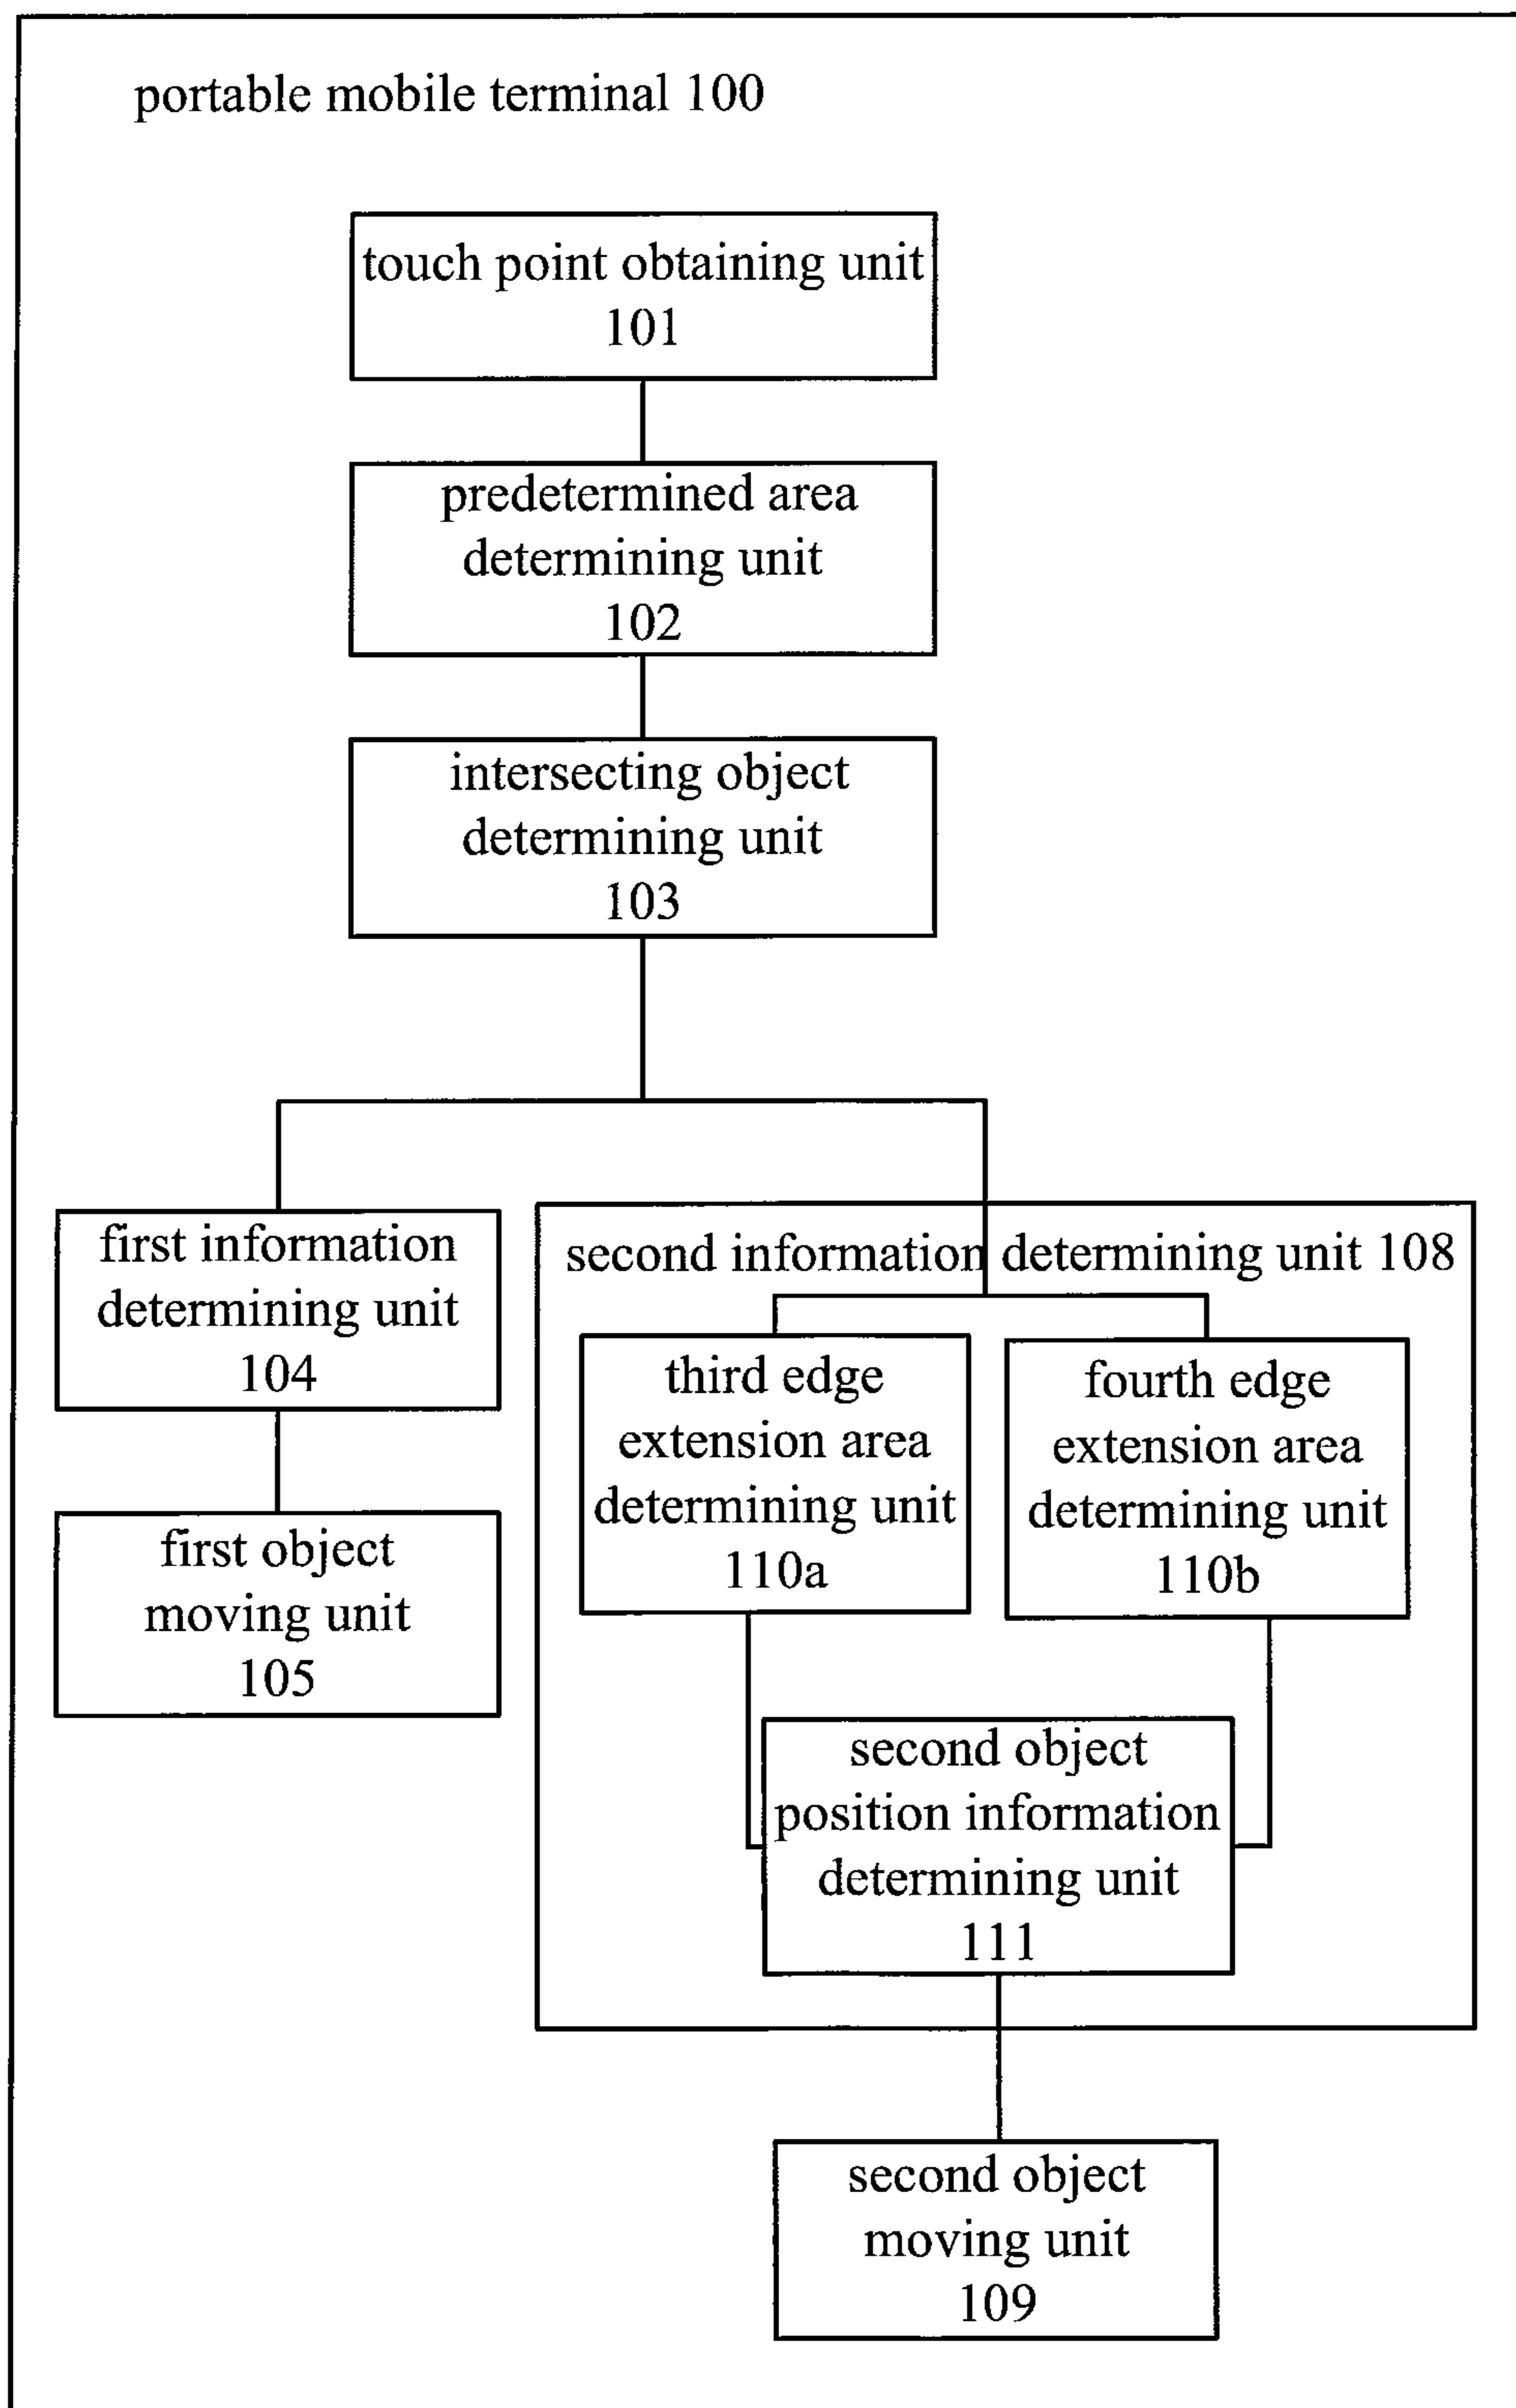 portable mobile terminal 100
touch point obtaining unit
101
predetermined area
determining unit
102
intersecting object
determining unit
103
first information
determining unit
104
first object
moving unit
105
second information determining unit 108
third edge
extension area
determining unit
110a
fourth edge
extension area
determining unit
110b
second object
position information
determining unit
111
second object
moving unit
109